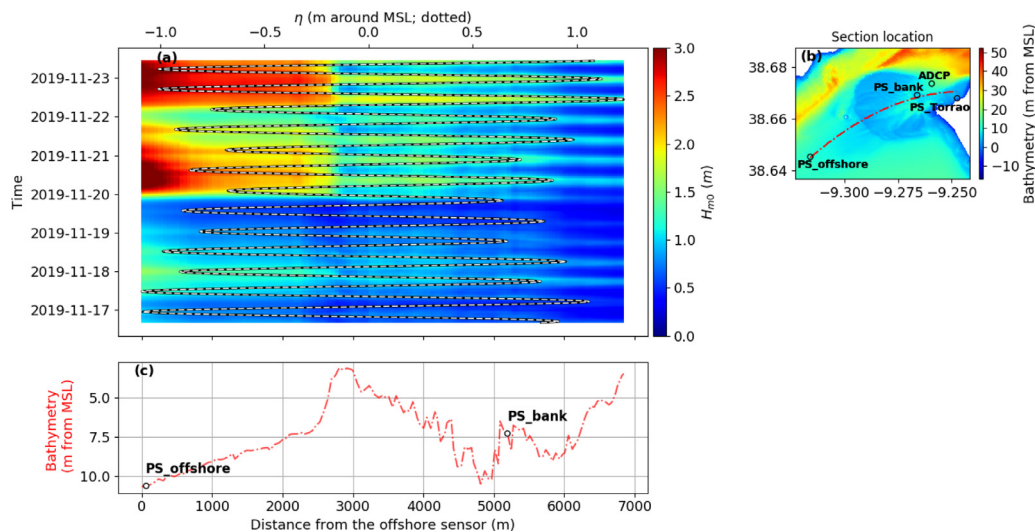 η (m around MSL; dotted)
-1.0 -0.5 0.0 0.5 1.0
(a)
2019-11-23
2019-11-22
2019-11-21
2019-11-20
2019-11-19
2019-11-18
2019-11-17
Time
3.0
2.5
2.0
1.5
1.0
0.5
0.0
Hm0 (m)
Section location
(b)
38.68
38.66
38.64
ADCP
PS_bank
PS_Torrao
PS_offshore
-9.300 -9.275 -9.250
50
40
30
20
10
0
-10
Bathymetry (m from MSL)
(c)
5.0
7.5
10.0
Bathymetry
(m from MSL)
PS_bank
PS_offshore
0 1000 2000 3000 4000 5000 6000 7000
Distance from the offshore sensor (m)